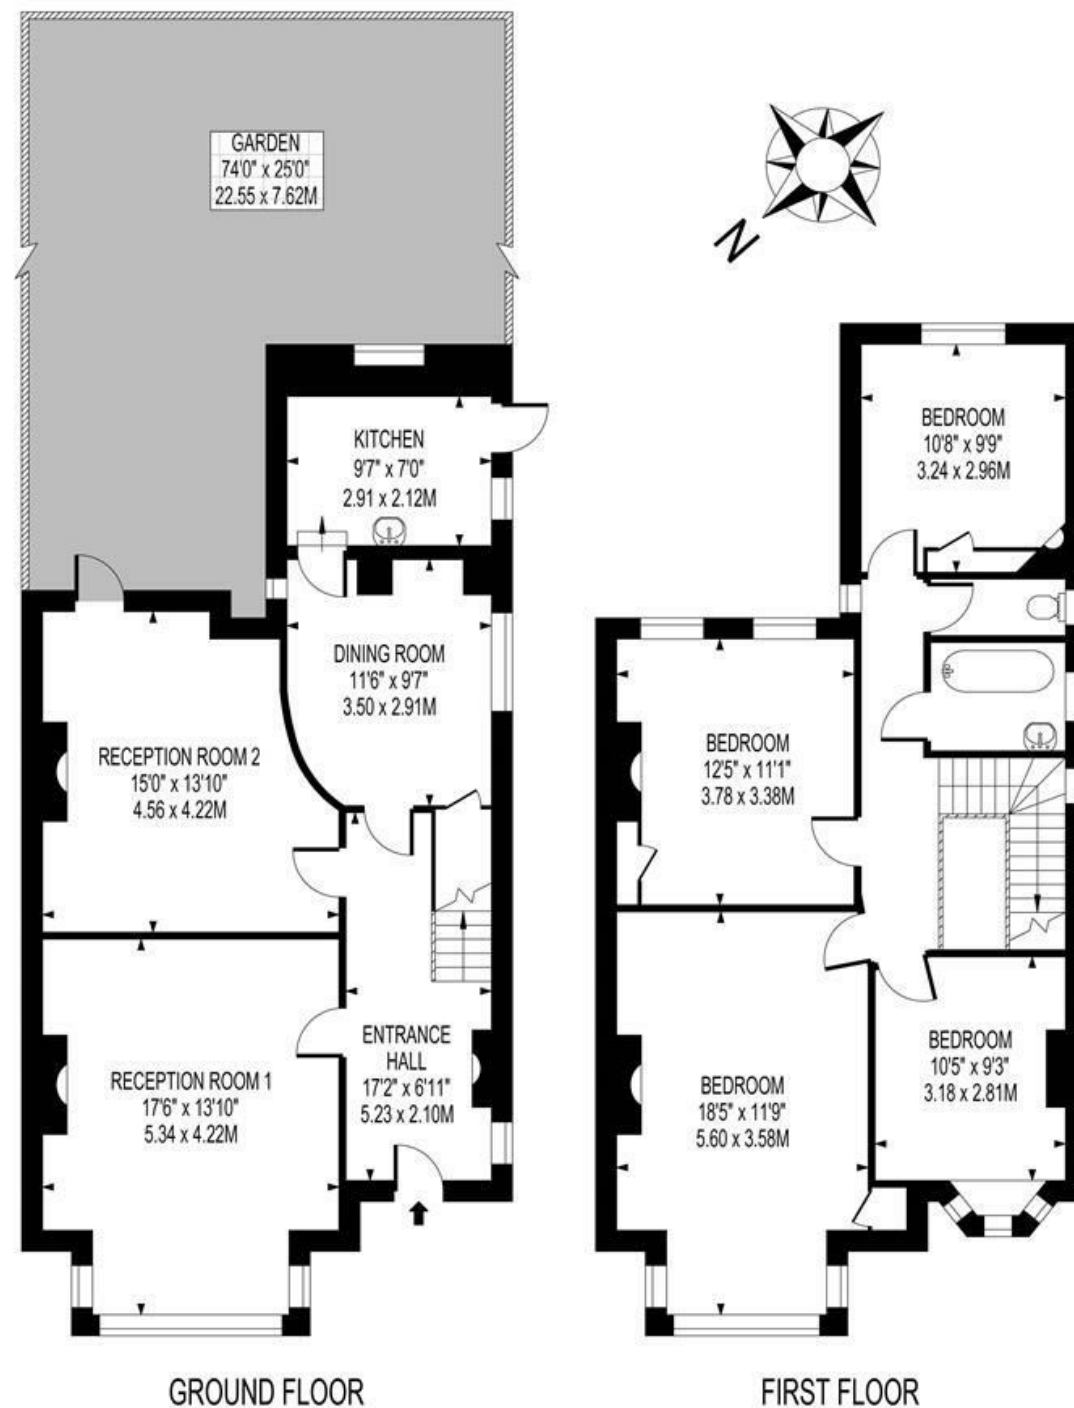 GARDEN
74'0" x 25'0"
22.55 x 7.62M
N
KITCHEN
9'7" x 7'0"
2.91 x 2.12M
DINING ROOM
11'6" x 9'7"
3.50 x 2.91M
RECEPTION ROOM 2
15'0" x 13'10"
4.56 x 4.22M
ENTRANCE
HALL
17'2" x 6'11"
5.23 x 2.10M
RECEPTION ROOM 1
17'6" x 13'10"
5.34 x 4.22M
GROUND FLOOR
BEDROOM
10'8" x 9'9"
3.24 x 2.96M
BEDROOM
12'5" x 11'1"
3.78 x 3.38M
BEDROOM
10'5" x 9'3"
3.18 x 2.81M
BEDROOM
18'5" x 11'9"
5.60 x 3.58M
FIRST FLOOR